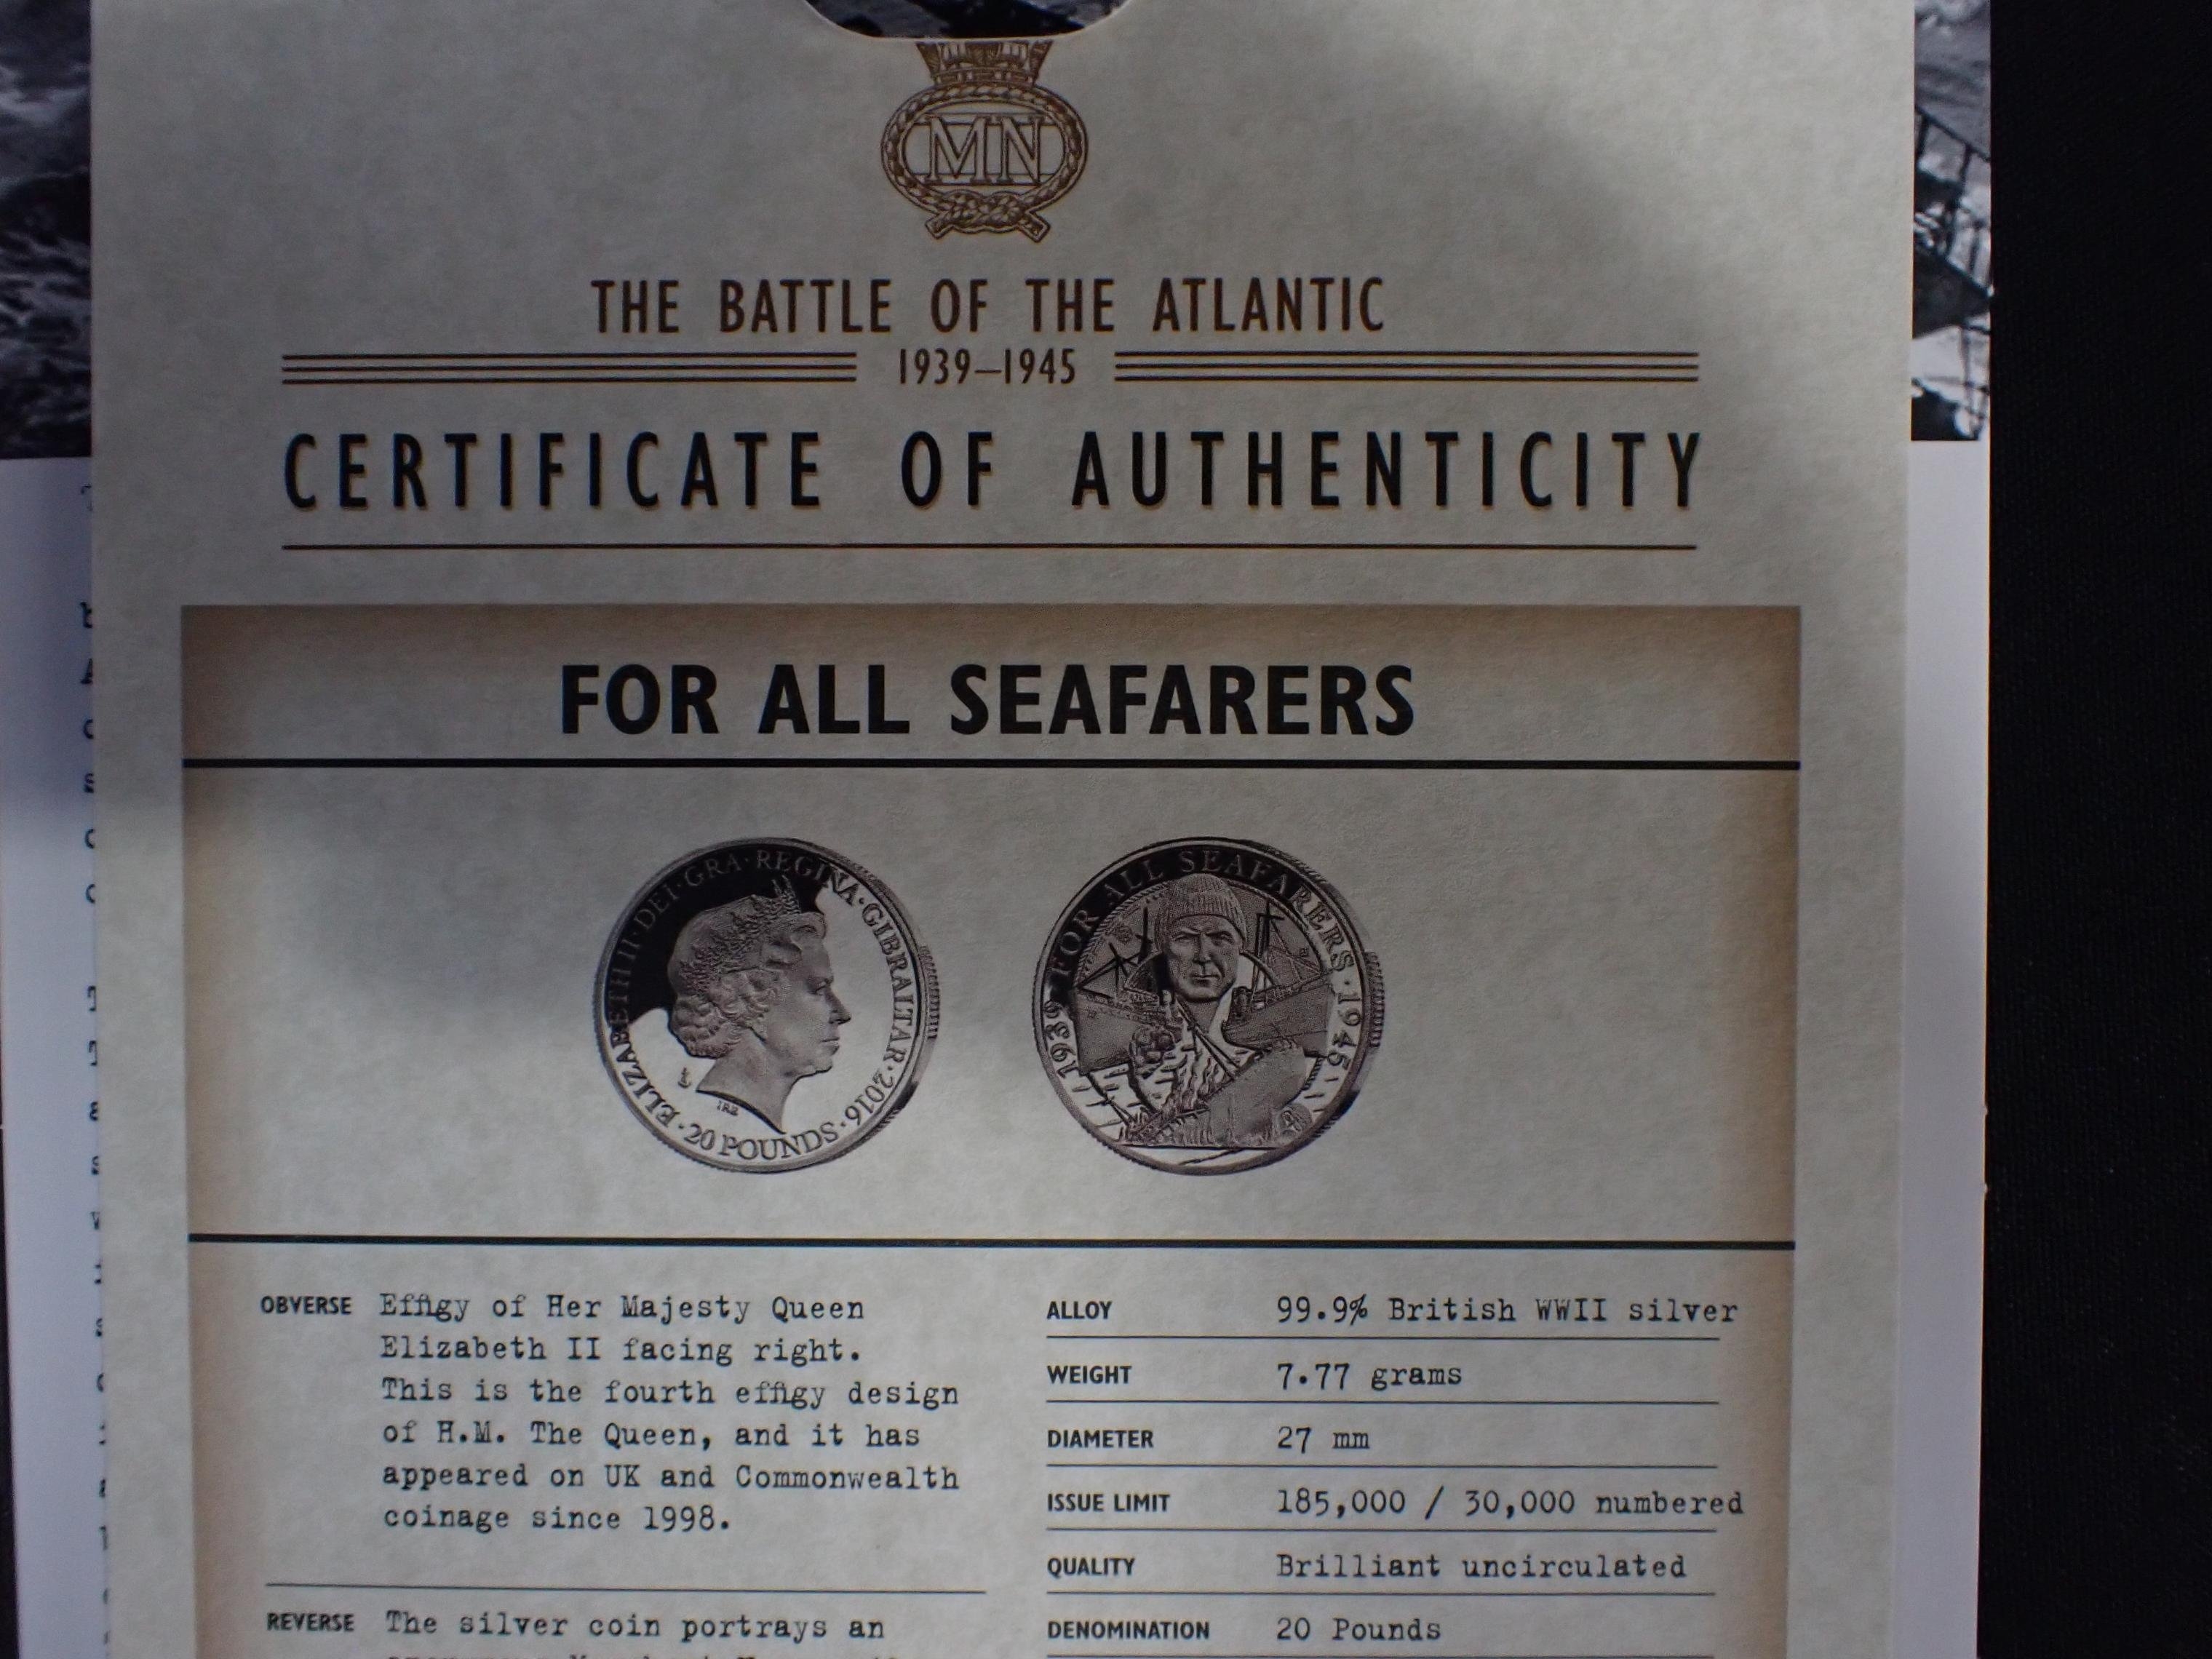 MN
THE BATTLE OF THE ATLANTIC
1939–1945
CERTIFICATE OF AUTHENTICITY
FOR ALL SEAFARERS
ELIZABETH II · DEI · GRA · REGINA · GIBRALTAR · 2016 · 20 POUNDS ·
IRB
1939 · FOR ALL SEAFARERS · 1945
OBVERSE Effigy of Her Majesty Queen
Elizabeth II facing right.
This is the fourth effigy design
of H.M. The Queen, and it has
appeared on UK and Commonwealth
coinage since 1998.
REVERSE The silver coin portrays an
ALLOY 99.9% British WWII silver
WEIGHT 7.77 grams
DIAMETER 27 mm
ISSUE LIMIT 185,000 / 30,000 numbered
QUALITY Brilliant uncirculated
DENOMINATION 20 Pounds